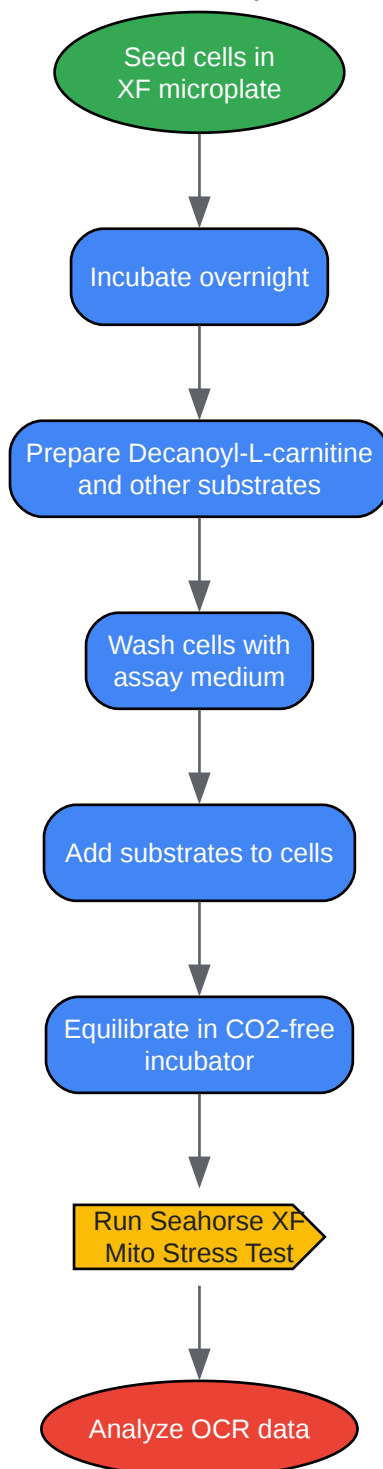 Seed cells in
XF microplate
Incubate overnight
Prepare Decanoyl-L-carnitine
and other substrates
Wash cells with
assay medium
Add substrates to cells
Equilibrate in CO2-free
incubator
Run Seahorse XF
Mito Stress Test
Analyze OCR data